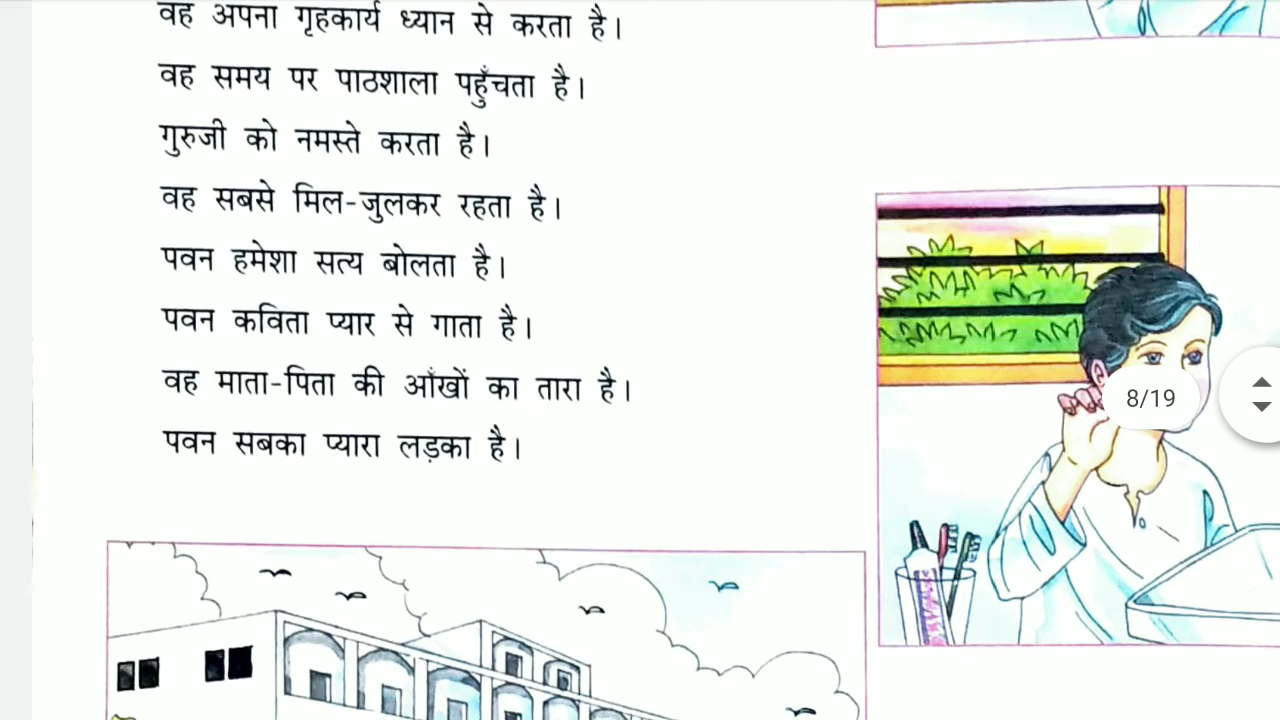 वह अपना गृहकार्य ध्यान से करता है।
वह समय पर पाठशाला पहुँचता है।
गुरुजी को नमस्ते करता है।
वह सबसे मिल-जुलकर रहता है।
पवन हमेशा सत्य बोलता है।
पवन कविता प्यार से गाता है।
वह माता-पिता की आँखों का तारा है।
पवन सबका प्यारा लड़का है।
8/19